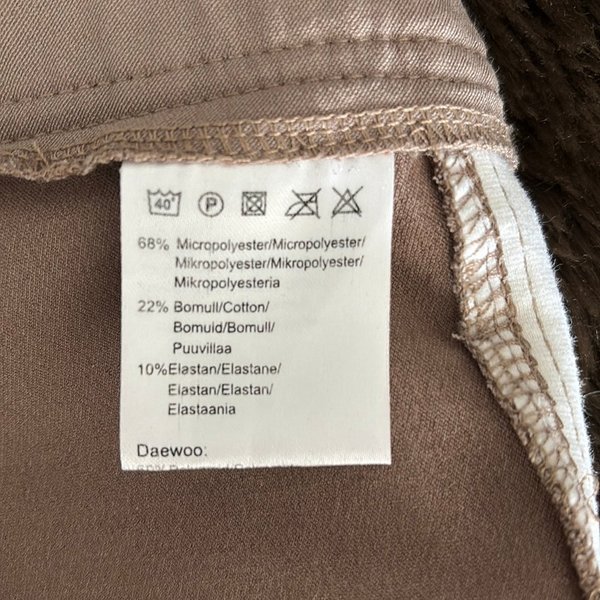 40°
P
68% Micropolyester/Micropolyester/
Mikropolyester/Mikropolyester/
Mikropolyesteria
22% Bomull/Cotton/
Bomuld/Bomull/
Puuvillaa
10%Elastan/Elastane/
Elastan/Elastan/
Elastaania
Daewoo: